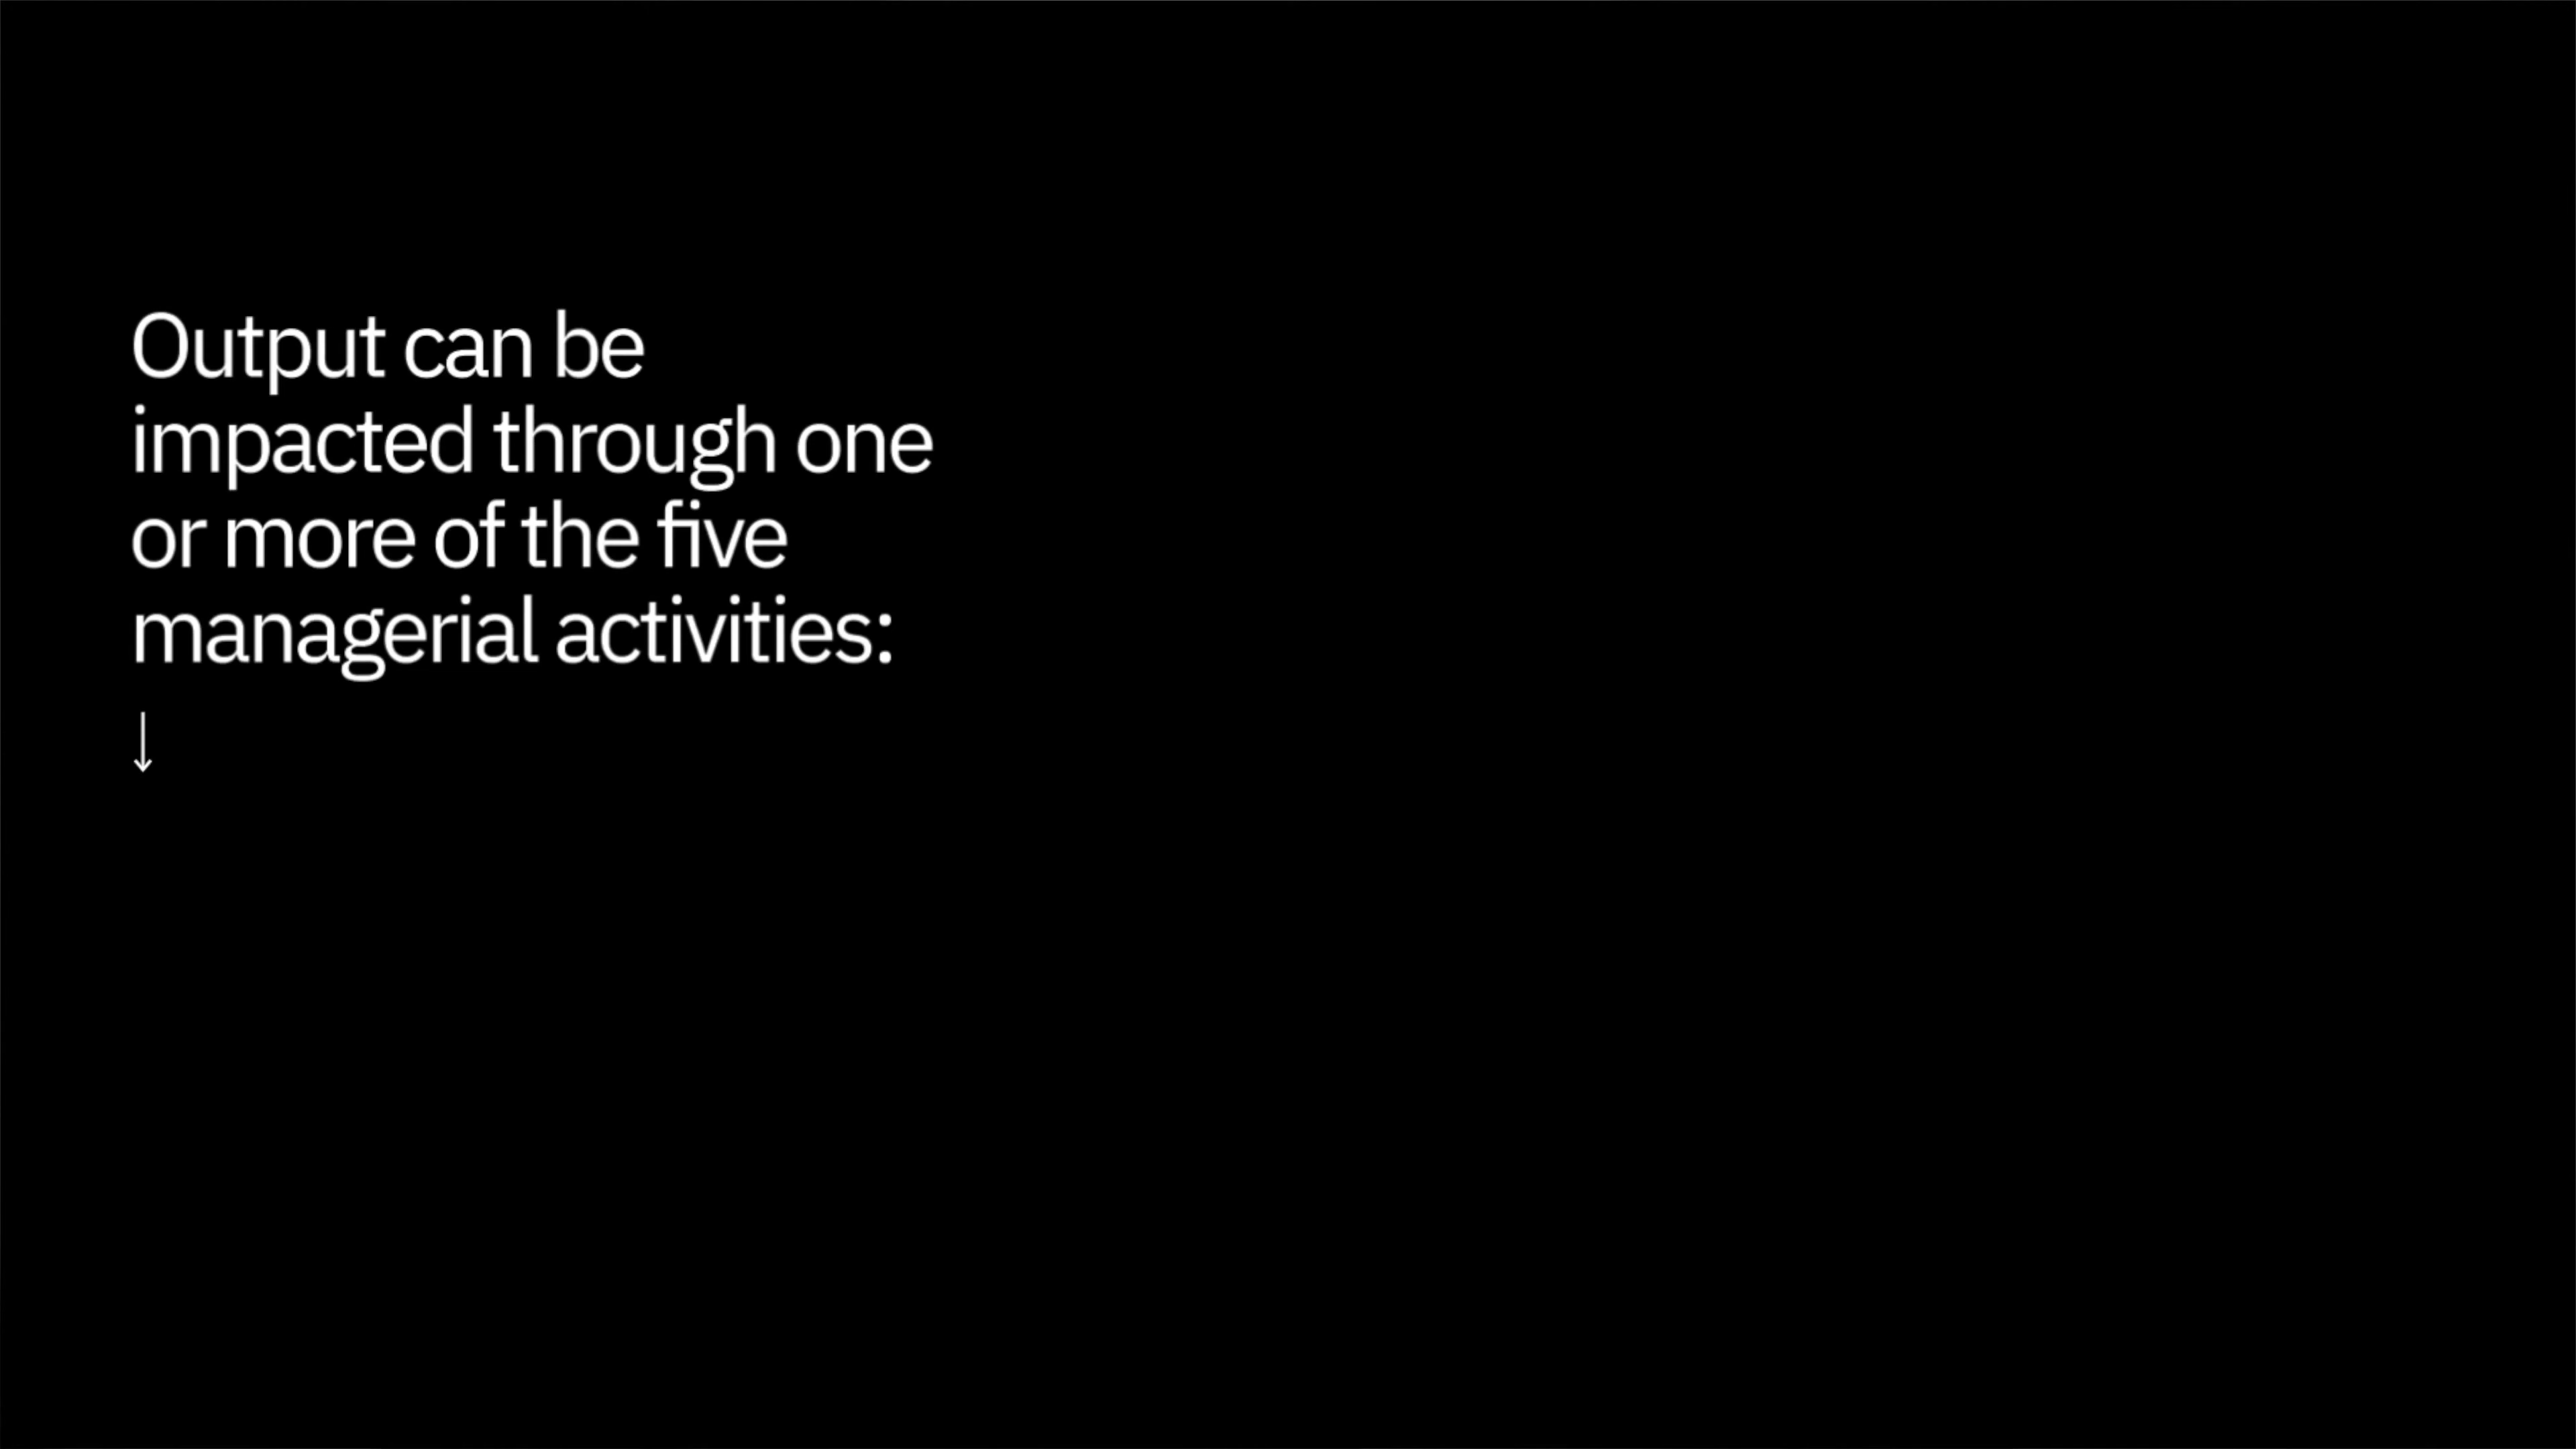 Output can be
impacted through one
or more of the five
managerial activities:
↓